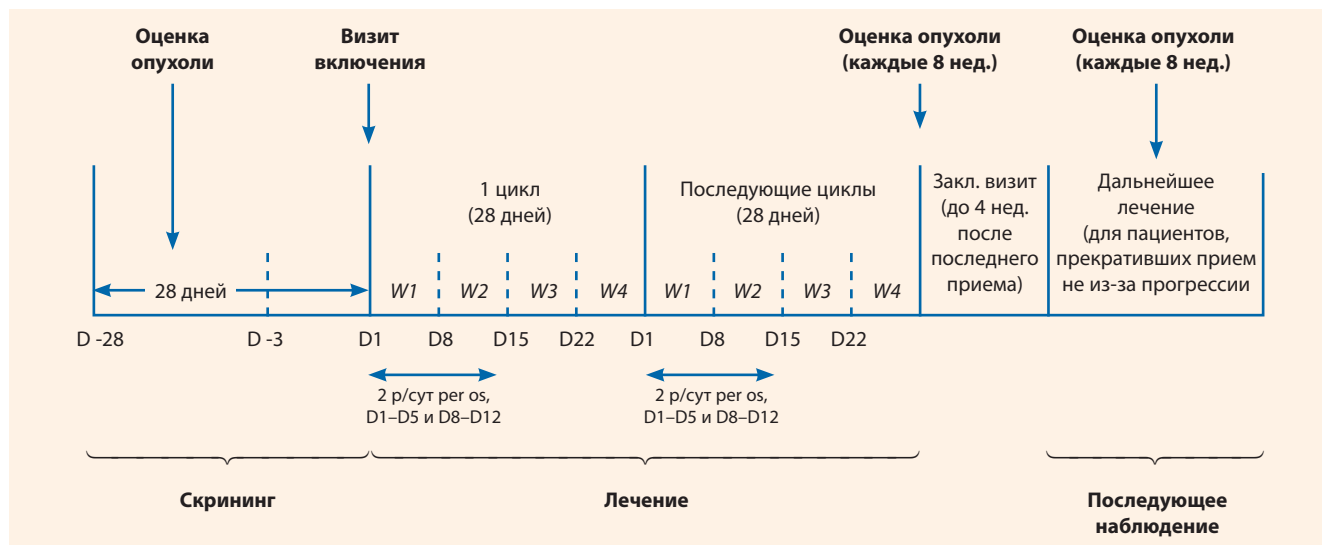 Оценка
опухоли
Визит
включения
Оценка опухоли
(каждые 8 нед.)
Оценка опухоли
(каждые 8 нед.)
1 цикл
(28 дней)
Последующие циклы
(28 дней)
Закл. визит
(до 4 нед.
после
последнего
приема)
Дальнейшее
лечение
(для пациентов,
прекративших прием
не из-за прогрессии
28 дней
W1 W2 W3 W4 W1 W2 W3 W4
D -28 D -3 D1 D8 D15 D22 D1 D8 D15 D22
2 р/сут per os,
D1–D5 и D8–D12
2 р/сут per os,
D1–D5 и D8–D12
Скрининг
Лечение
Последующее
наблюдение